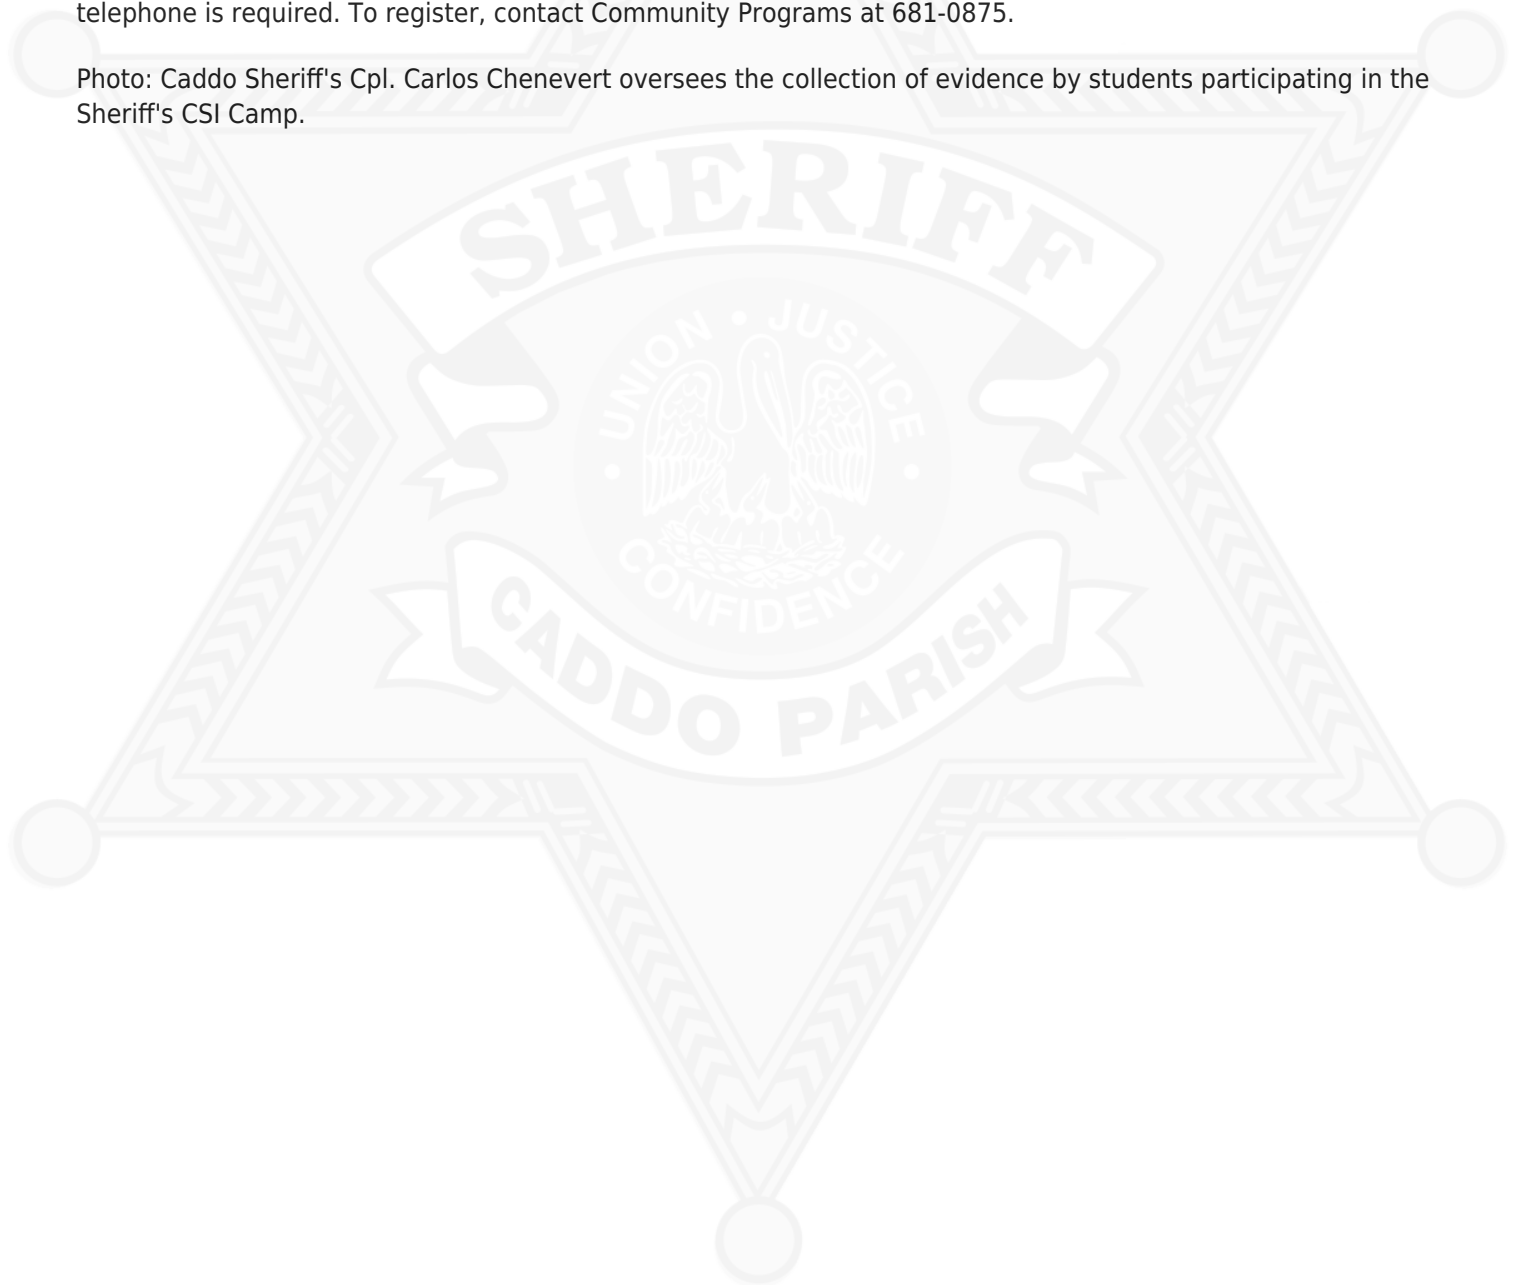 telephone is required. To register, contact Community Programs at 681-0875.
Photo: Caddo Sheriff's Cpl. Carlos Chenevert oversees the collection of evidence by students participating in the
Sheriff's CSI Camp.
SHERIFF
UNION • JUSTICE
• CONFIDENCE •
CADDO PARISH